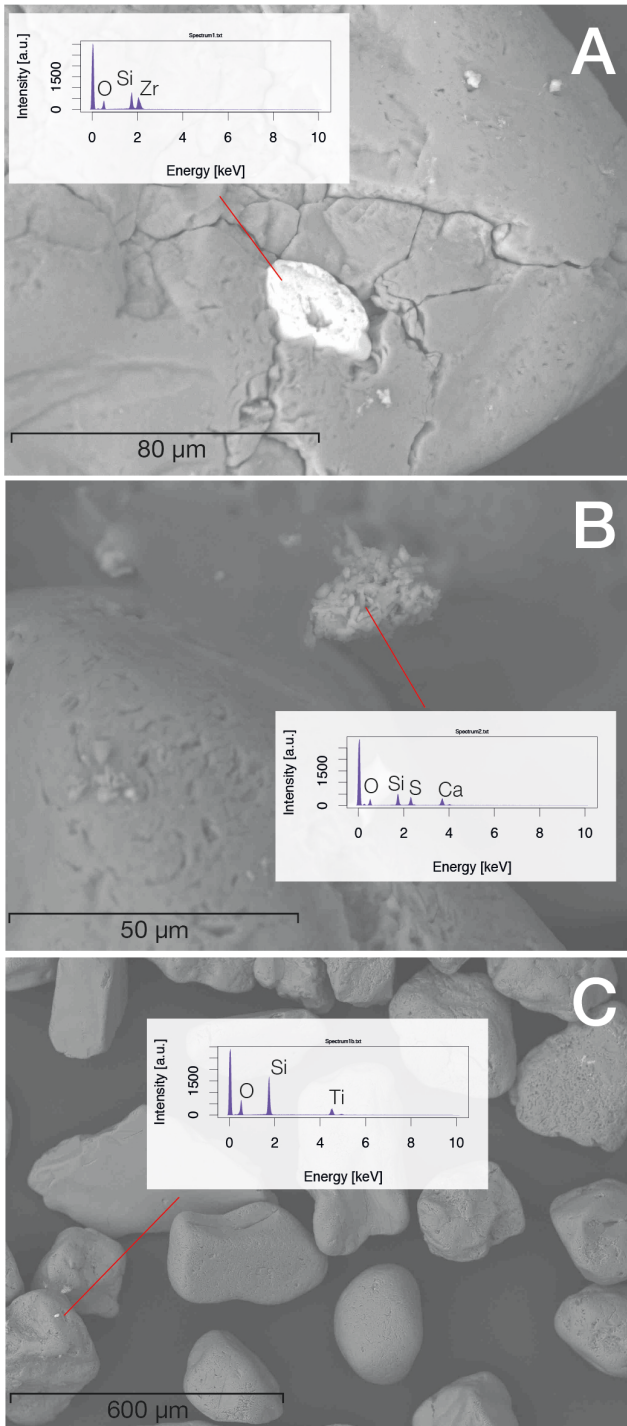 A
Spectrum1.txt
Intensity [a.u.]
0 1500
O Si Zr
0 2 4 6 8 10
Energy [keV]
80 µm
B
Spectrum2.txt
Intensity [a.u.]
0 1500
O Si S Ca
0 2 4 6 8 10
Energy [keV]
50 µm
C
Spectrum1b.txt
Intensity [a.u.]
0 1500
O Si Ti
0 2 4 6 8 10
Energy [keV]
600 µm